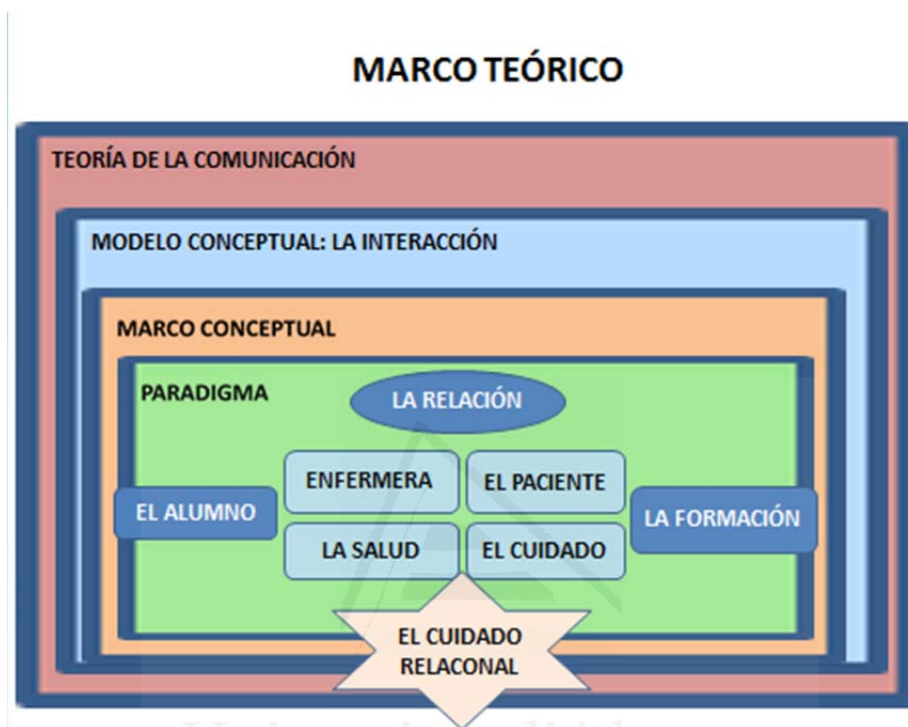 MARCO TEÓRICO
TEORÍA DE LA COMUNICACIÓN
MODELO CONCEPTUAL: LA INTERACCIÓN
MARCO CONCEPTUAL
PARADIGMA
LA RELACIÓN
ENFERMERA
EL PACIENTE
EL ALUMNO
LA FORMACIÓN
LA SALUD
EL CUIDADO
EL CUIDADO
RELACONAL